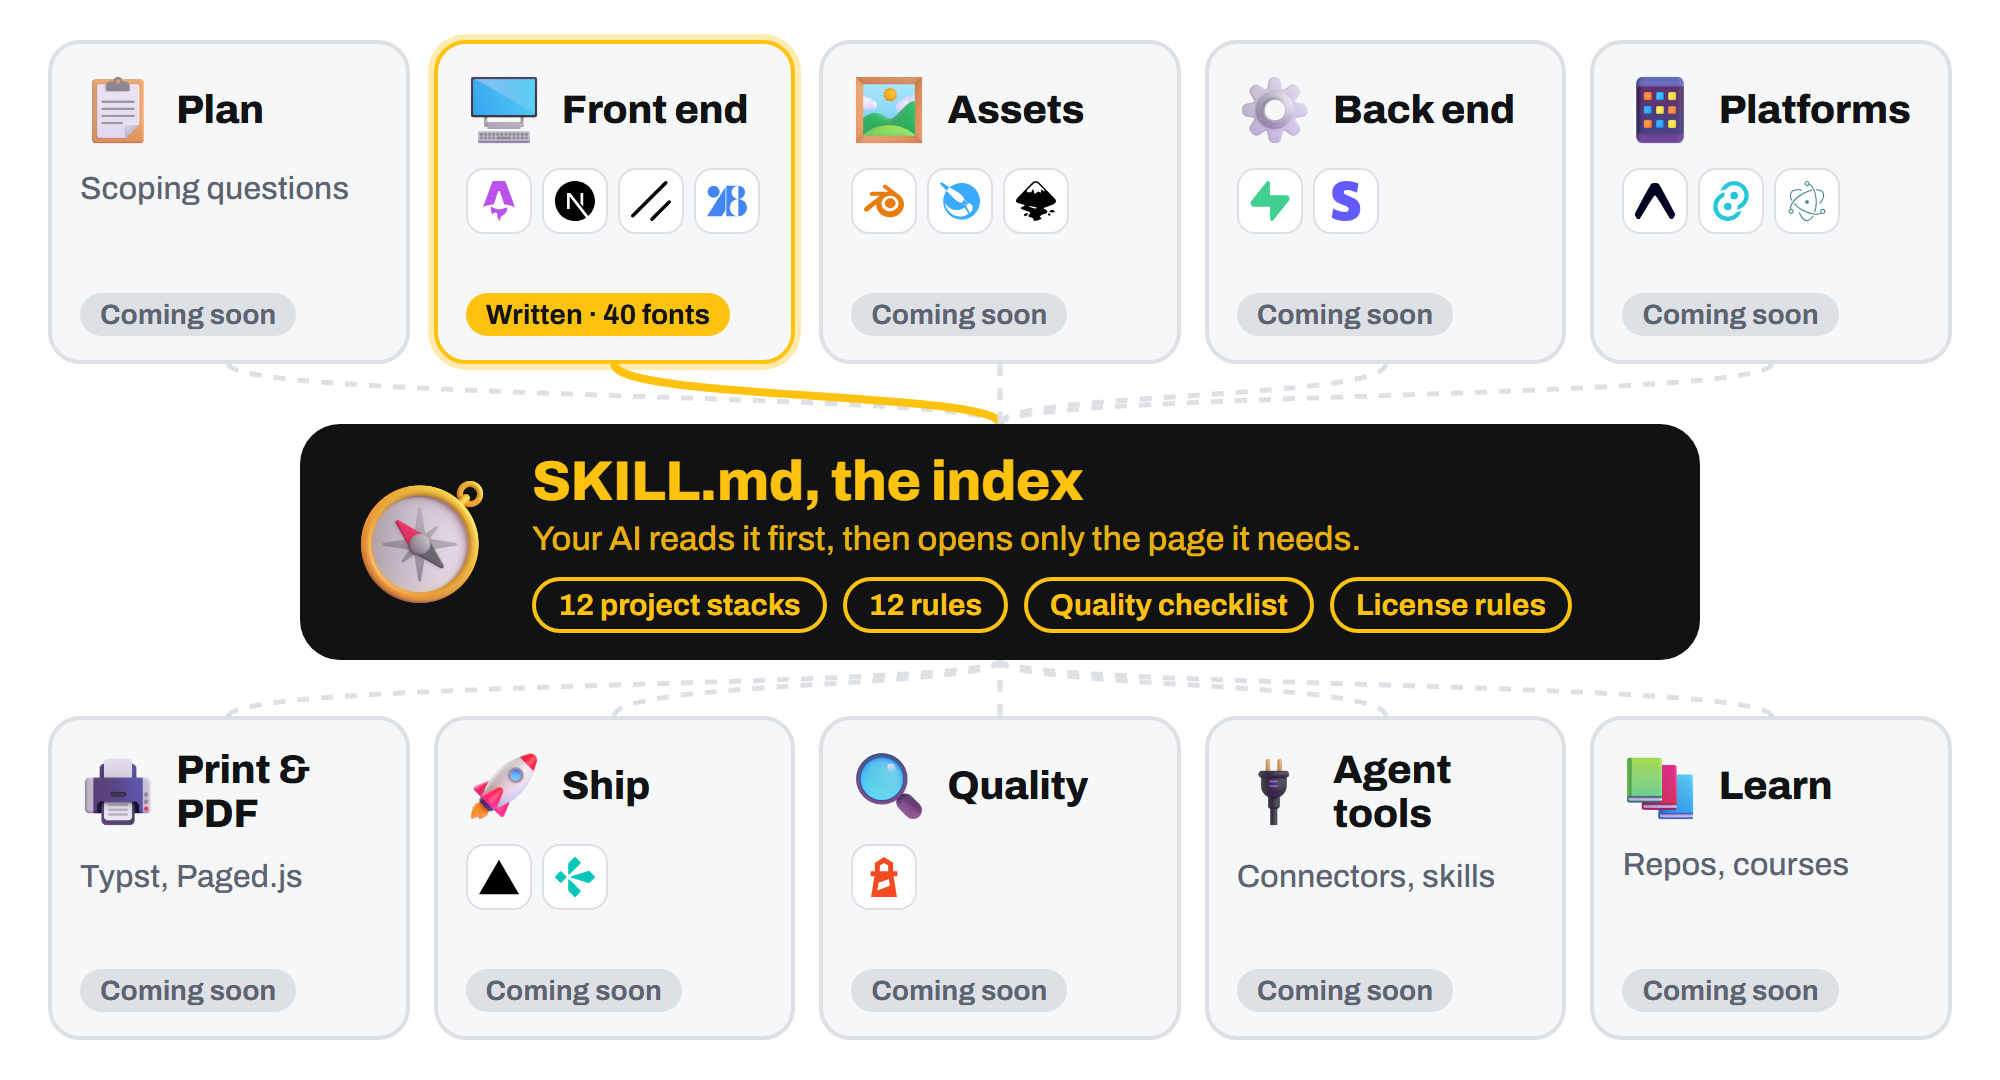 Plan
Scoping questions
Coming soon
Front end
Written · 40 fonts
Assets
Coming soon
Back end
Coming soon
Platforms
Coming soon
SKILL.md, the index
Your AI reads it first, then opens only the page it needs.
12 project stacks
12 rules
Quality checklist
License rules
Print &
PDF
Typst, Paged.js
Coming soon
Ship
Coming soon
Quality
Coming soon
Agent
tools
Connectors, skills
Coming soon
Learn
Repos, courses
Coming soon